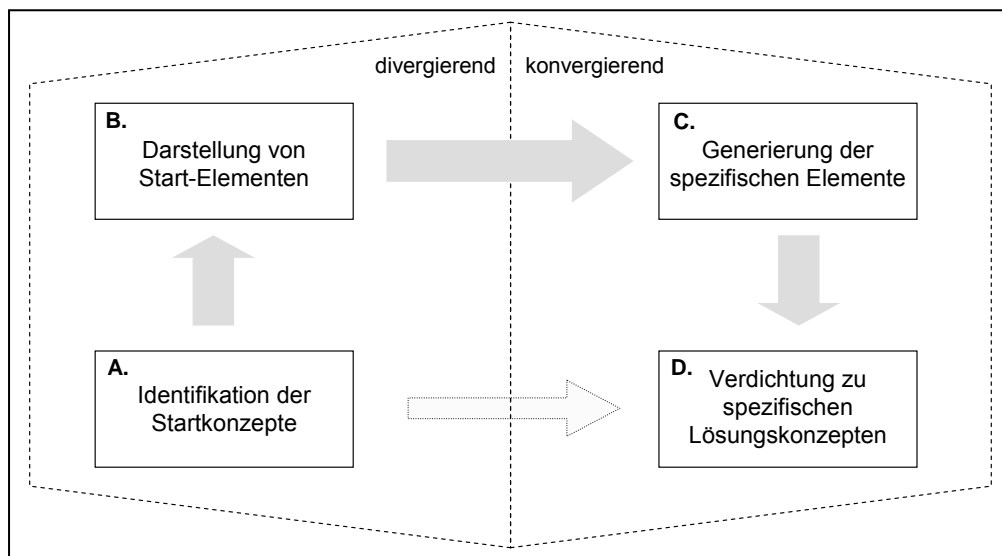 divergierend
konvergierend
B.
Darstellung von
Start-Elementen
C.
Generierung der
spezifischen Elemente
A.
Identifikation der
Startkonzepte
D.
Verdichtung zu
spezifischen
Lösungskonzepten